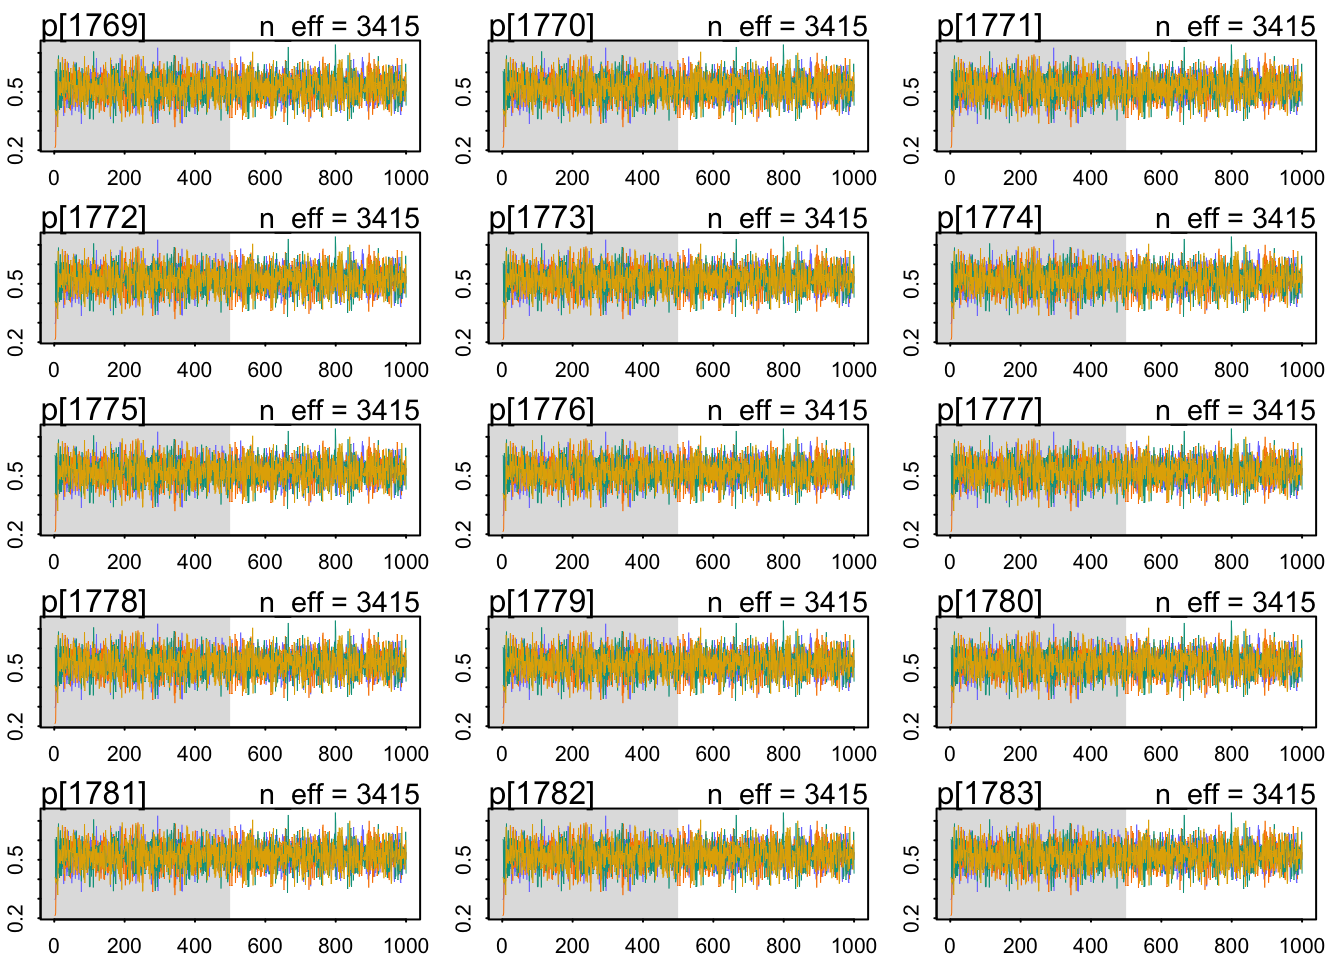 p[1769] n_eff = 3415 p[1770] n_eff = 3415 p[1771] n_eff = 3415
0.2 0.5 0.2 0.5 0.2 0.5
0 200 400 600 800 1000 0 200 400 600 800 1000 0 200 400 600 800 1000
p[1772] n_eff = 3415 p[1773] n_eff = 3415 p[1774] n_eff = 3415
0.2 0.5 0.2 0.5 0.2 0.5
0 200 400 600 800 1000 0 200 400 600 800 1000 0 200 400 600 800 1000
p[1775] n_eff = 3415 p[1776] n_eff = 3415 p[1777] n_eff = 3415
0.2 0.5 0.2 0.5 0.2 0.5
0 200 400 600 800 1000 0 200 400 600 800 1000 0 200 400 600 800 1000
p[1778] n_eff = 3415 p[1779] n_eff = 3415 p[1780] n_eff = 3415
0.2 0.5 0.2 0.5 0.2 0.5
0 200 400 600 800 1000 0 200 400 600 800 1000 0 200 400 600 800 1000
p[1781] n_eff = 3415 p[1782] n_eff = 3415 p[1783] n_eff = 3415
0.2 0.5 0.2 0.5 0.2 0.5
0 200 400 600 800 1000 0 200 400 600 800 1000 0 200 400 600 800 1000